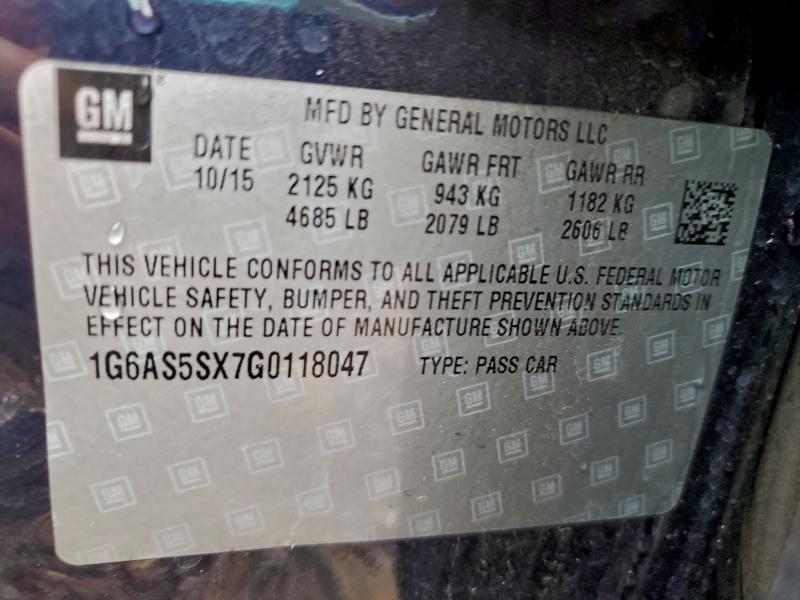 GM
MFD BY GENERAL MOTORS LLC
DATE GVWR GAWR FRT GAWR RR
10/15 2125 KG 943 KG 1182 KG
4685 LB 2079 LB 2606 LB
THIS VEHICLE CONFORMS TO ALL APPLICABLE U.S. FEDERAL MOTOR
VEHICLE SAFETY, BUMPER, AND THEFT PREVENTION STANDARDS IN
EFFECT ON THE DATE OF MANUFACTURE SHOWN ABOVE.
1G6AS5SX7G0118047 TYPE: PASS CAR